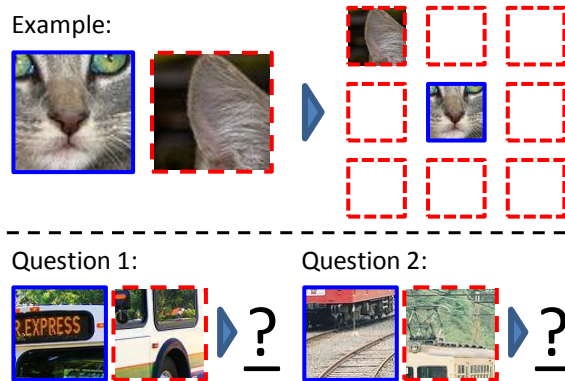 Example:
Question 1:
Question 2:
R.EXPRESS
?
?